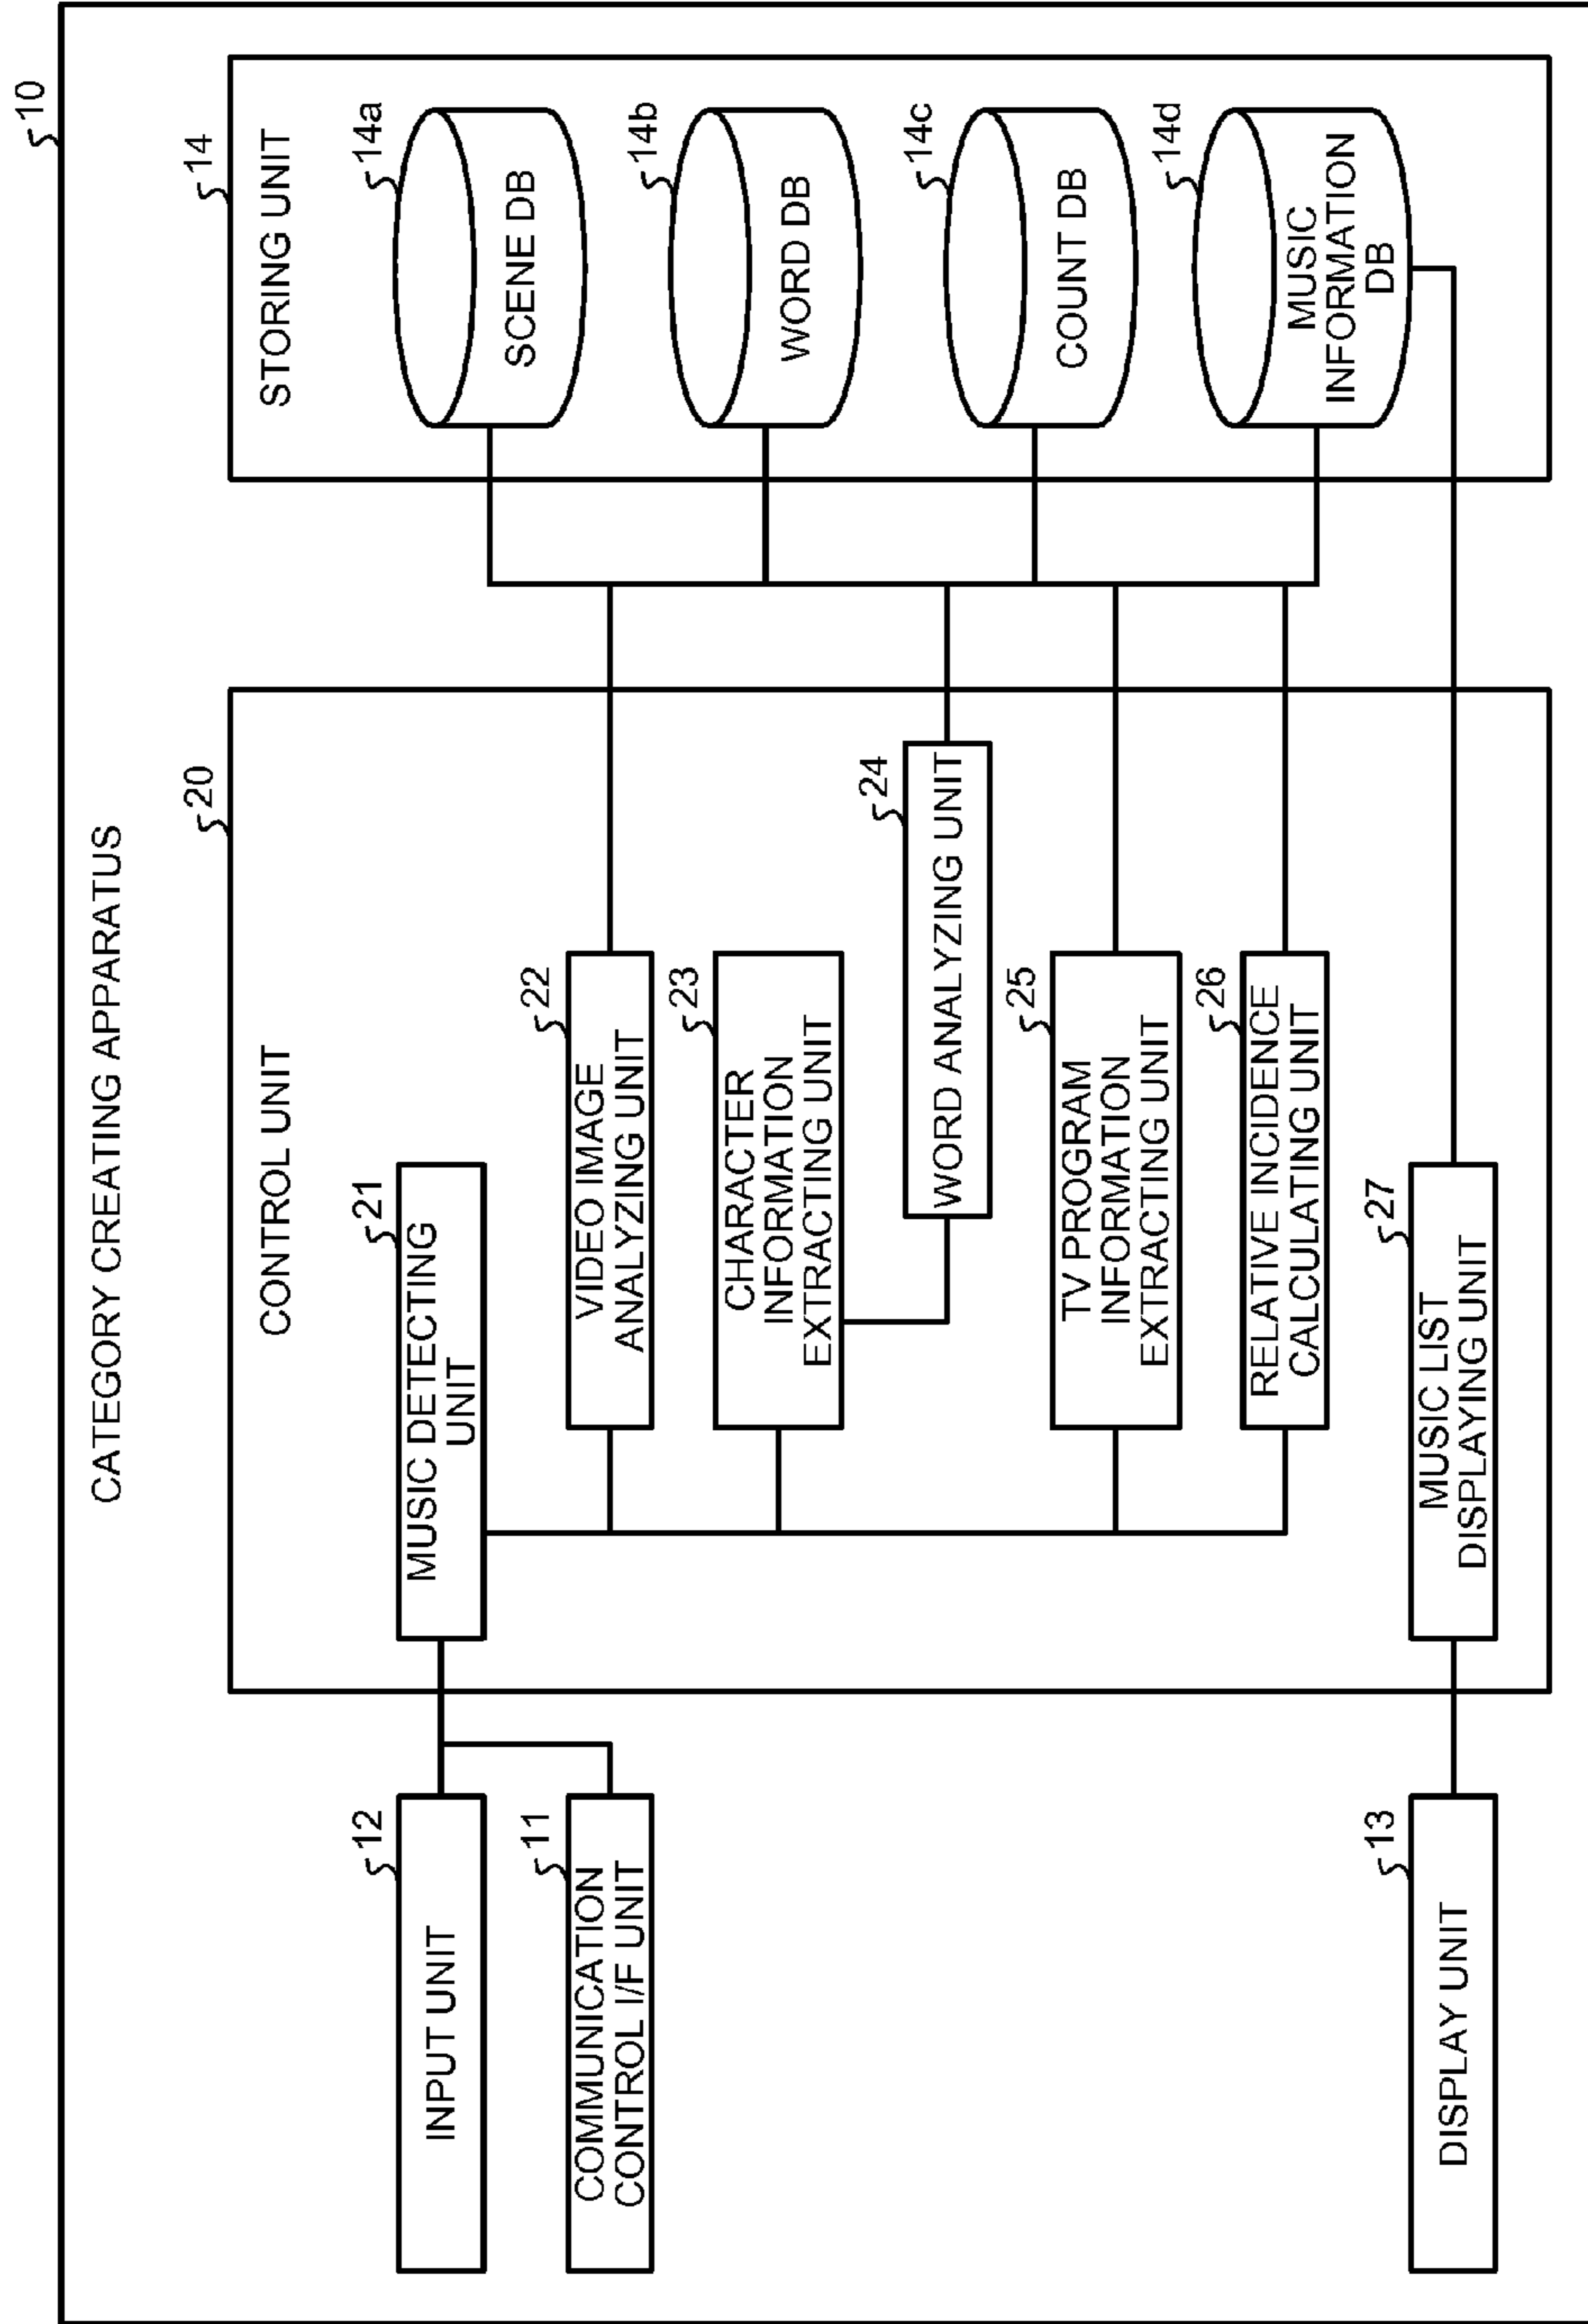 10
CATEGORY CREATING APPARATUS
12
INPUT UNIT
11
COMMUNICATION
CONTROL I/F UNIT
13
DISPLAY UNIT
20
CONTROL UNIT
21
MUSIC DETECTING
UNIT
22
VIDEO IMAGE
ANALYZING UNIT
23
CHARACTER
INFORMATION
EXTRACTING UNIT
24
WORD ANALYZING UNIT
25
TV PROGRAM
INFORMATION
EXTRACTING UNIT
26
RELATIVE INCIDENCE
CALCULATING UNIT
27
MUSIC LIST
DISPLAYING UNIT
14
STORING UNIT
14a
SCENE DB
14b
WORD DB
14c
COUNT DB
14d
MUSIC
INFORMATION
DB